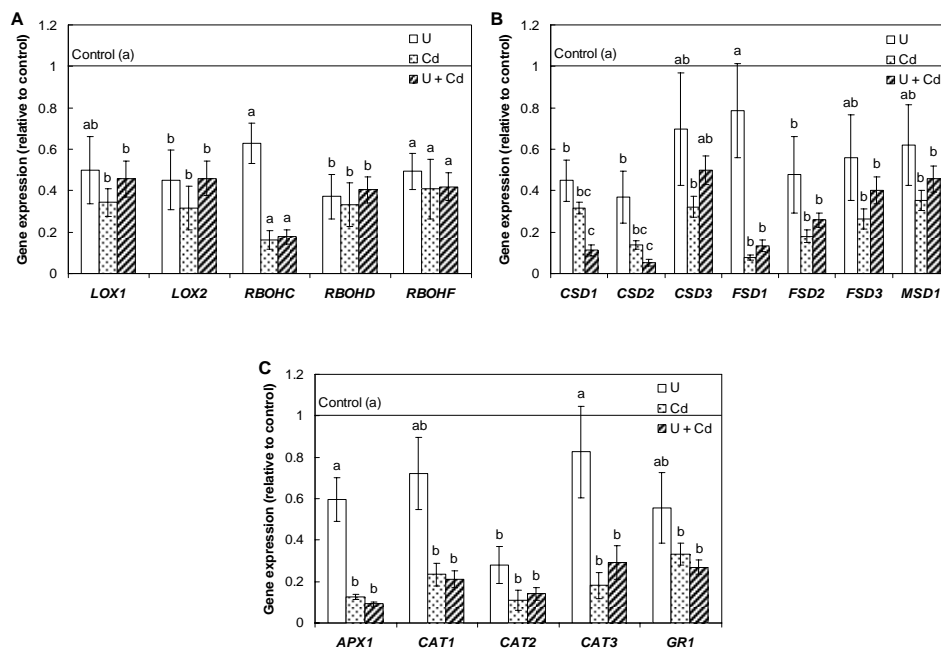 A
Gene expression (relative to control)
1.2
1
0.8
0.6
0.4
0.2
0
Control (a)
U
Cd
U + Cd
ab b b
b b b
a a a
b b b
a a a
LOX1 LOX2 RBOHC RBOHD RBOHF
B
Gene expression (relative to control)
1.2
1
0.8
0.6
0.4
0.2
0
Control (a)
U
Cd
U + Cd
b bc c
b bc c
ab b ab
a b b
b b b
ab b b
ab b b
CSD1 CSD2 CSD3 FSD1 FSD2 FSD3 MSD1
C
Gene expression (relative to control)
1.2
1
0.8
0.6
0.4
0.2
0
Control (a)
U
Cd
U + Cd
a b b
ab b b
b b b
a b b
ab b b
APX1 CAT1 CAT2 CAT3 GR1